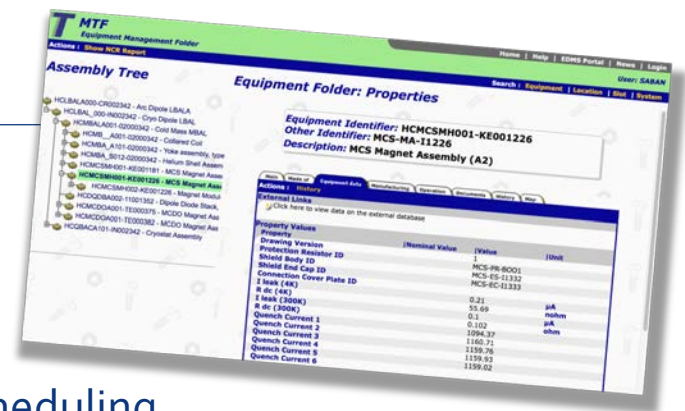 T MTF
Equipment Management Folder
Home | Help | EDMS Portal | News | Login
Actions : Show NCR Report
User: SABAN
Search : Equipment | Location | Slot | System
Assembly Tree
HCLBALA000-CR002342 - Arc Dipole LBALA
HCLBAL_000-IN002342 - Cryo Dipole LBAL
HCMBALA001-02000342 - Cold Mass MBAL
HCMB__A001-02000342 - Collared Coil
HCMBA_A101-02000342 - Yoke assembly, type
HCMBA_S012-02000342 - Helium Shell Assem
HCMCSMH001-KE001181 - MCS Magnet Assem
HCMCSMH001-KE001226 - MCS Magnet Asse
HCMCSMH002-KE001226 - Magnet Modul
HCDQDBA002-11001352 - Dipole Diode Stack,
HCMCDOA001-TE000375 - MCDO Magnet Ass
HCMCDOA001-TE000382 - MCDO Magnet Ass
HCQBACA101-IN002342 - Cryostat Assembly
Equipment Folder: Properties
Equipment Identifier: HCMCSMH001-KE001226
Other Identifier: MCS-MA-I1226
Description: MCS Magnet Assembly (A2)
Main Made of Equipment data Manufacturing Operation Documents History Map
Actions : History
External Links
Click here to view data on the external database
Property Values
Property |Nominal Value |Value |Unit
Drawing Version 1
Protection Resistor ID MCS-PR-BOO1
Shield Body ID MCS-ES-I1332
Shield End Cap ID MCS-EC-I1333
Connection Cover Plate ID
I leak (4K) 0.21 µA
R dc (4K) 55.69 nohm
I leak (300K) 0.1 µA
R dc (300K) 0.102 ohm
Quench Current 1 1094.37
Quench Current 2 1160.71
Quench Current 3 1159.76
Quench Current 4 1159.93
Quench Current 5 1159.02
Quench Current 6
heduling